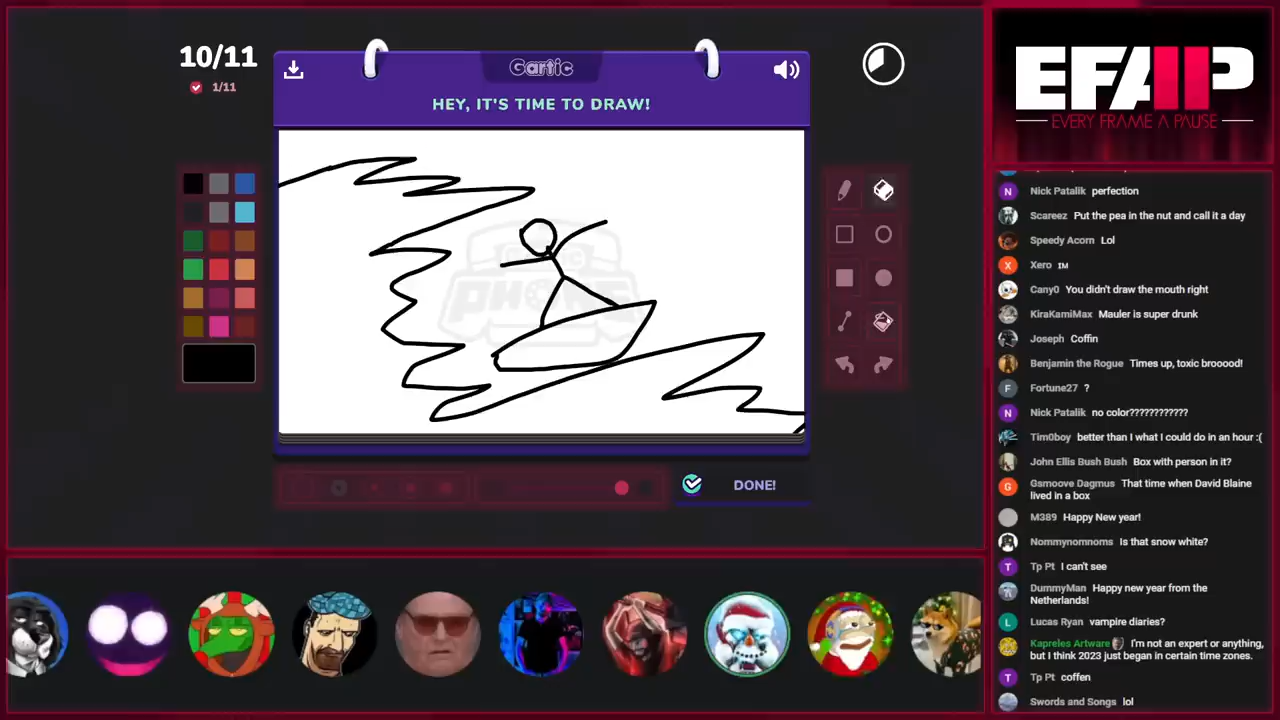 10/11
1/11
Gartic
HEY, IT'S TIME TO DRAW!
PHONE
DONE!
EFAP
EVERY FRAME A PAUSE
Nick Patalik perfection
Scareez Put the pea in the nut and call it a day
Speedy Acorn Lol
X Xero IM
Cany0 You didn't draw the mouth right
KiraKamiMax Mauler is super drunk
Joseph Coffin
Benjamin the Rogue Times up, toxic broood!
F Fortune27 ?
N Nick Patalik no color????????????
Tim0boy better than I what I could do in an hour :(
John Ellis Bush Bush Box with person in it?
G Gsmoove Dagmus That time when David Blaine
lived in a box
M389 Happy New year!
Nommynomnoms Is that snow white?
T Tp Pt I can't see
DummyMan Happy new year from the
Netherlands!
L Lucas Ryan vampire diaries?
Kapreles Artware I'm not an expert or anything,
but I think 2023 just began in certain time zones.
T Tp Pt coffen
Swords and Songs lol